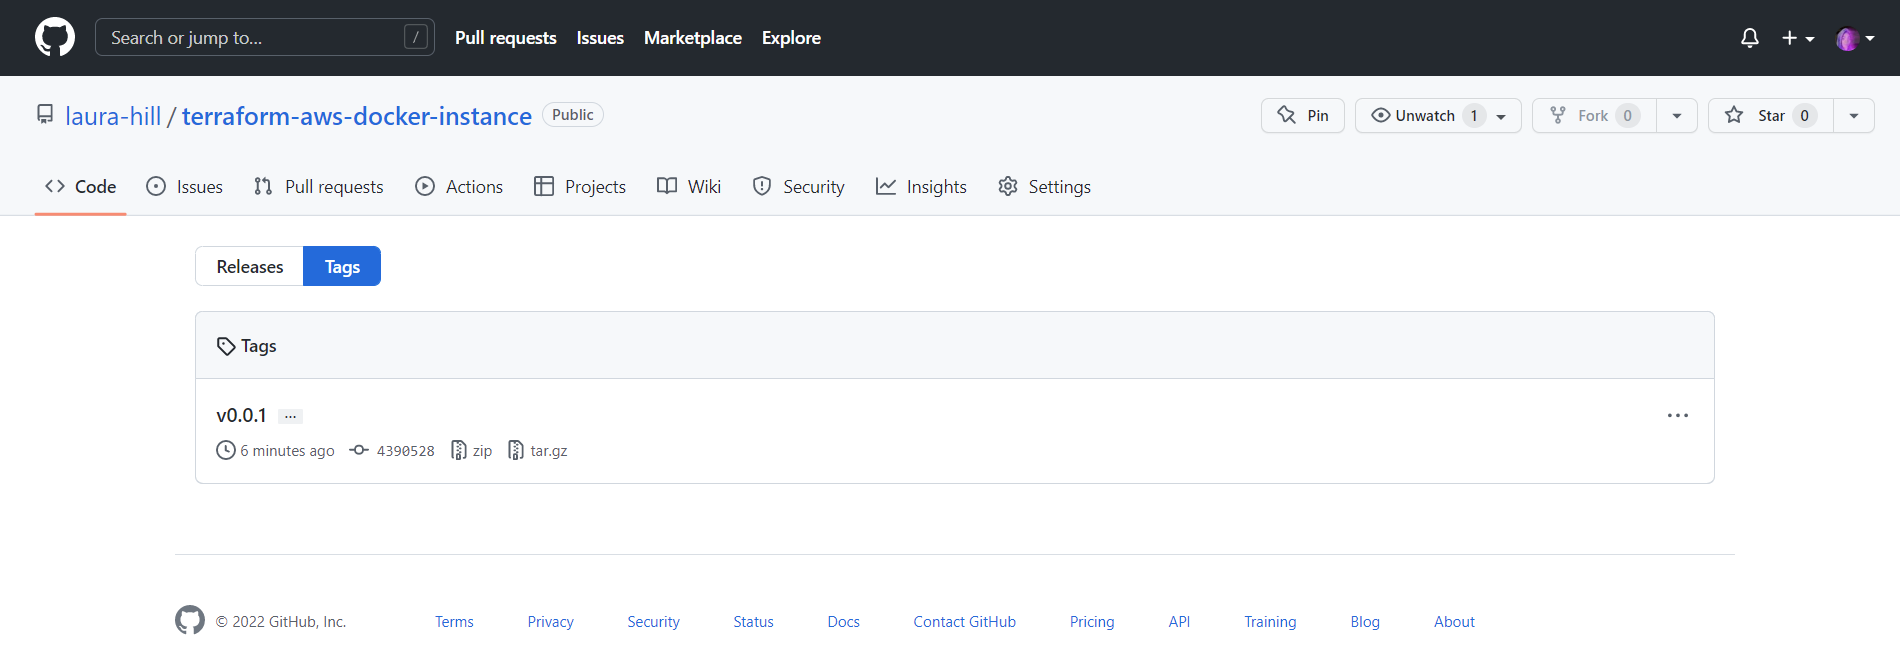 Search or jump to... / Pull requests Issues Marketplace Explore
laura-hill / terraform-aws-docker-instance Public Pin Unwatch 1 Fork 0 Star 0
Code Issues Pull requests Actions Projects Wiki Security Insights Settings
Releases Tags
Tags
v0.0.1 ...
6 minutes ago 4390528 zip tar.gz
© 2022 GitHub, Inc. Terms Privacy Security Status Docs Contact GitHub Pricing API Training Blog About